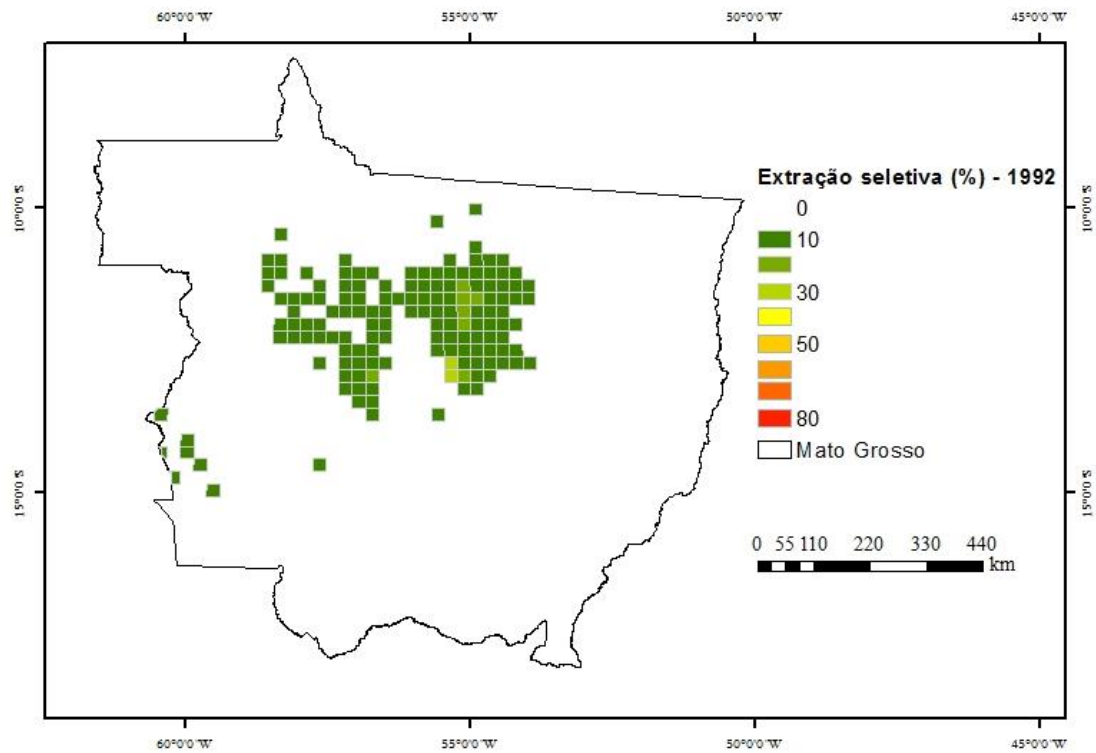 60°0'0"W 55°0'0"W 50°0'0"W 45°0'0"W
10°0'0"S 10°0'0"S
Extração seletiva (%) - 1992
0
10
30
50
80
Mato Grosso
15°0'0"S 15°0'0"S
0 55 110 220 330 440
km
60°0'0"W 55°0'0"W 50°0'0"W 45°0'0"W